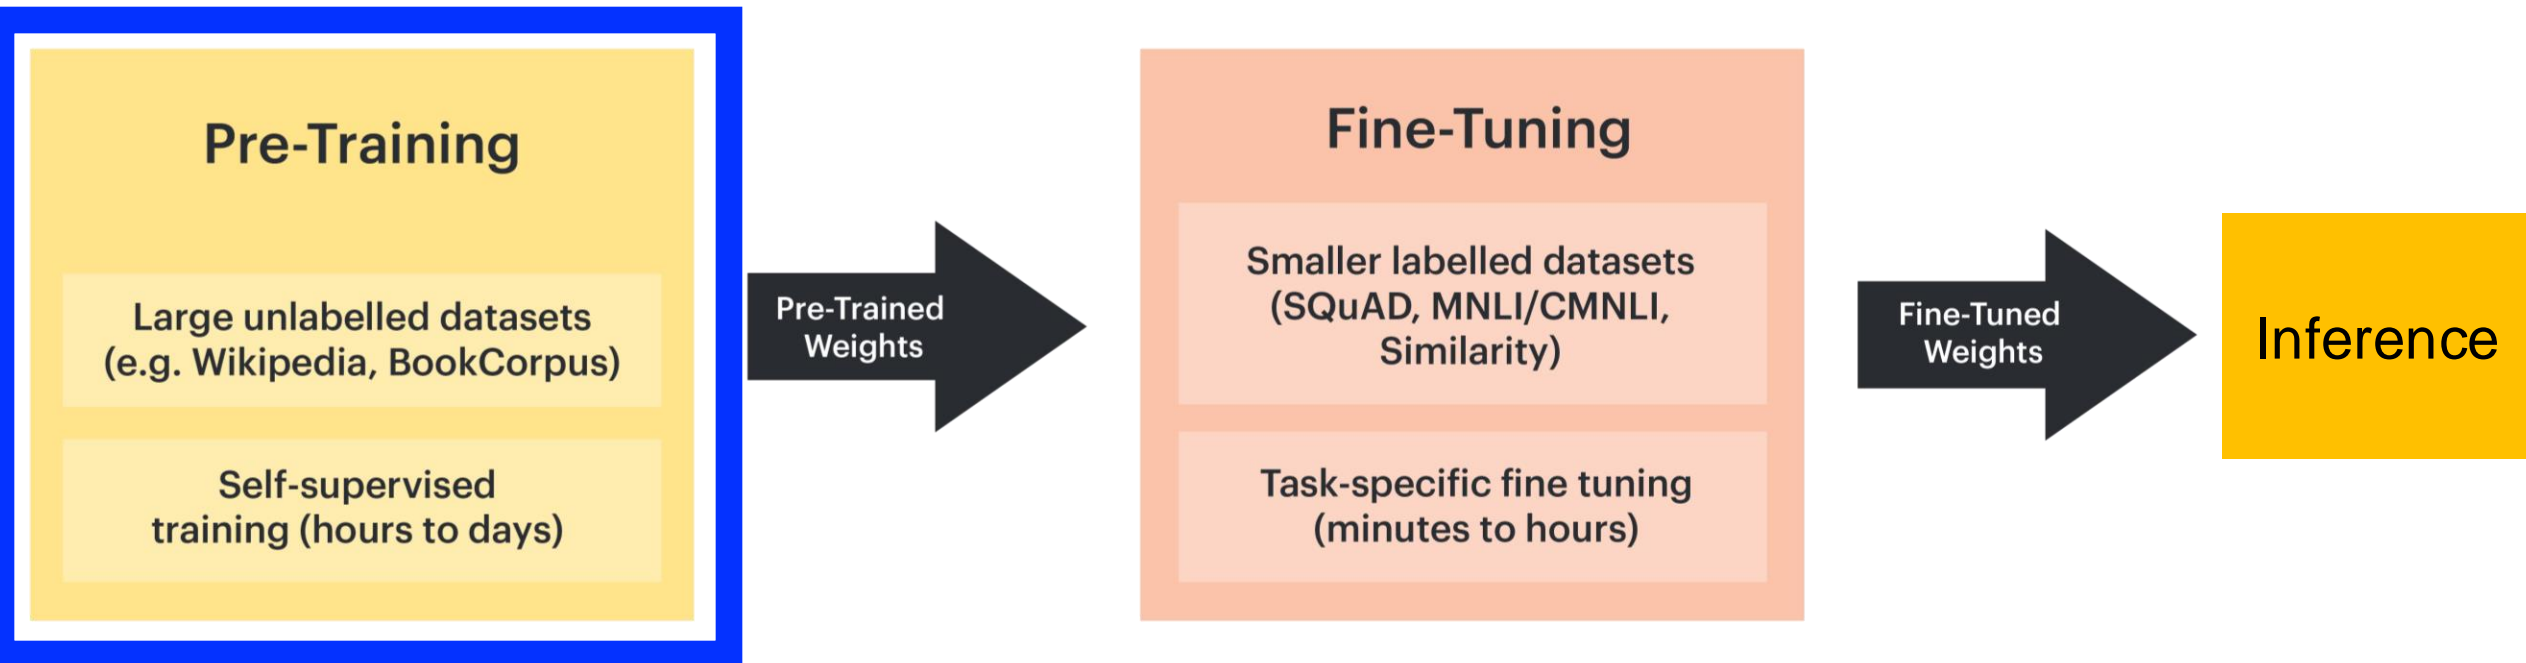 Pre-Training
Large unlabelled datasets
(e.g. Wikipedia, BookCorpus)
Self-supervised
training (hours to days)
Pre-Trained
Weights
Fine-Tuning
Smaller labelled datasets
(SQuAD, MNLI/CMNLI,
Similarity)
Task-specific fine tuning
(minutes to hours)
Fine-Tuned
Weights
Inference